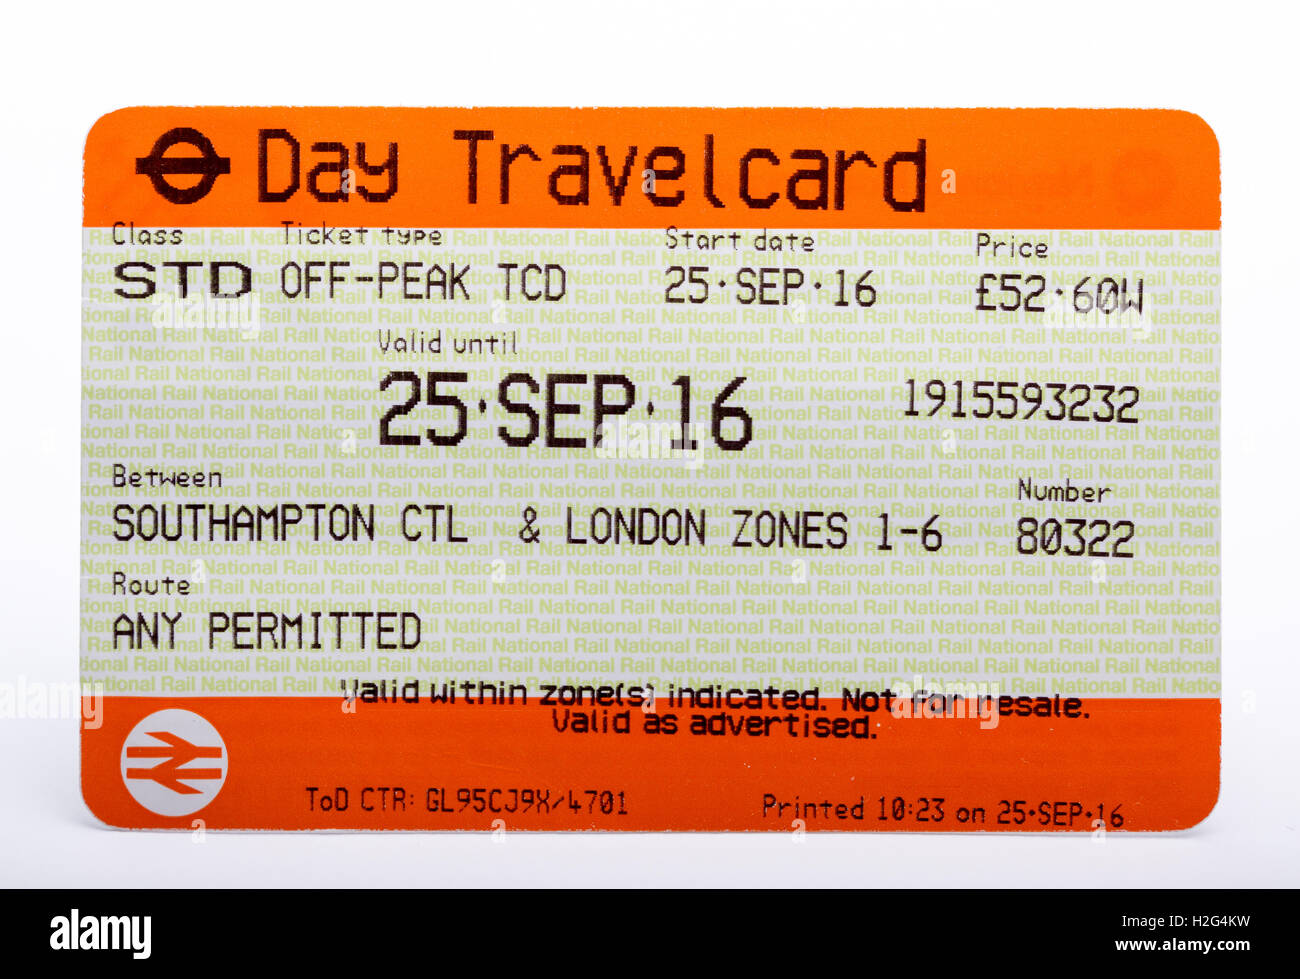 Day Travelcard
Class Ticket type Start date Price
STD OFF-PEAK TCD 25·SEP·16 £52·60W
Valid until
25·SEP·16 1915593232
Between Number
SOUTHAMPTON CTL & LONDON ZONES 1-6 80322
Route
ANY PERMITTED
Valid within zone(s) indicated. Not for resale.
Valid as advertised.
ToD CTR: GL95CJ9X/4701 Printed 10:23 on 25·SEP·16
alamy
Image ID: H2G4KW
www.alamy.com